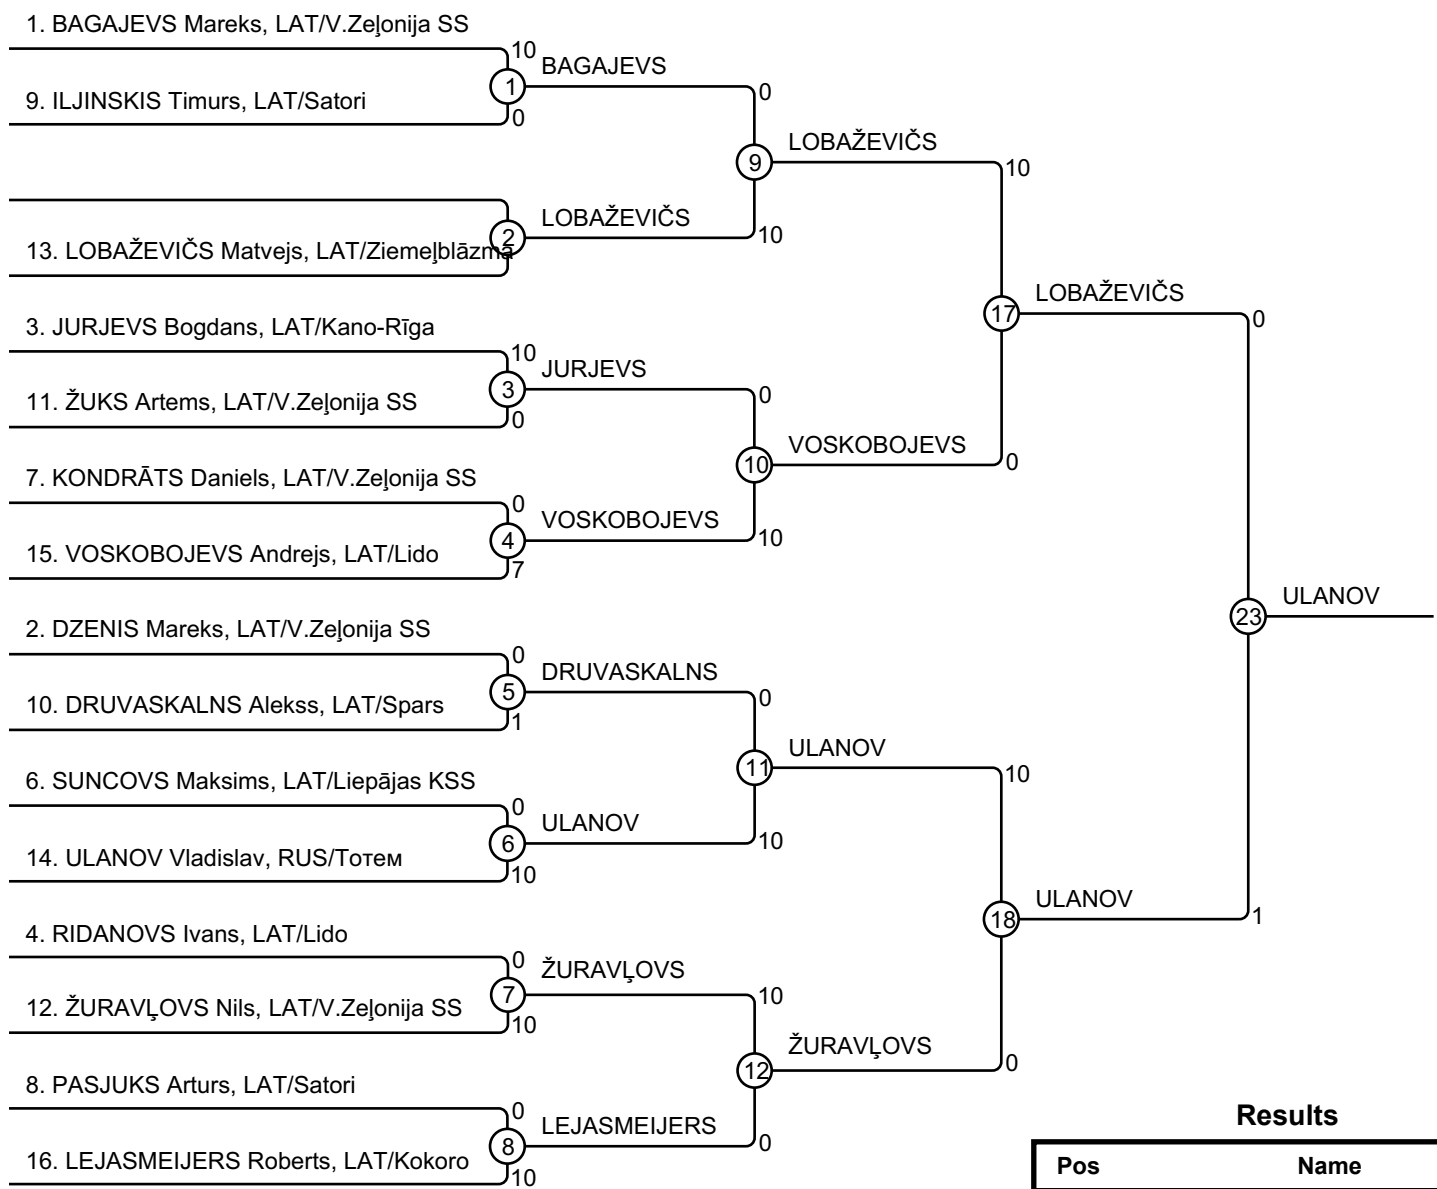 1. BAGAJEVS Mareks, LAT/V.Zeļonija SS
10
BAGAJEVS
1
9. ILJINSKIS Timurs, LAT/Satori
0
0
LOBAŽEVIČS
9
10
LOBAŽEVIČS
2
10
13. LOBAŽEVIČS Matvejs, LAT/Ziemeļblāzma
LOBAŽEVIČS
17
0
3. JURJEVS Bogdans, LAT/Kano-Rīga
10
JURJEVS
3
0
11. ŽUKS Artems, LAT/V.Zeļonija SS
0
VOSKOBOJEVS
10
0
7. KONDRĀTS Daniels, LAT/V.Zeļonija SS
0
VOSKOBOJEVS
4
10
15. VOSKOBOJEVS Andrejs, LAT/Lido
7
ULANOV
23
2. DZENIS Mareks, LAT/V.Zeļonija SS
0
DRUVASKALNS
5
0
10. DRUVASKALNS Alekss, LAT/Spars
1
ULANOV
11
10
6. SUNCOVS Maksims, LAT/Liepājas KSS
0
ULANOV
6
10
14. ULANOV Vladislav, RUS/Тотем
10
ULANOV
18
1
4. RIDANOVS Ivans, LAT/Lido
0
ŽURAVĻOVS
7
10
12. ŽURAVĻOVS Nils, LAT/V.Zeļonija SS
10
ŽURAVĻOVS
12
0
8. PASJUKS Arturs, LAT/Satori
0
LEJASMEIJERS
8
0
16. LEJASMEIJERS Roberts, LAT/Kokoro
10
Results
Pos Name